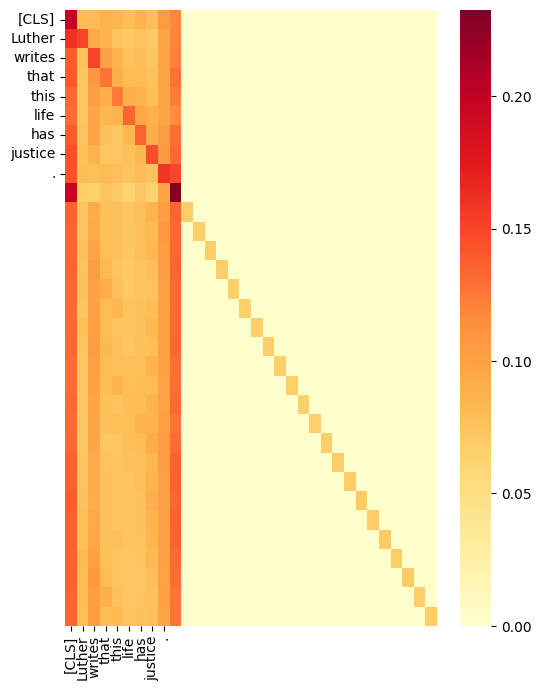 [CLS]
Luther
writes
that
this
life
has
justice
.
0.20
0.15
0.10
0.05
0.00
[CLS]
Luther
writes
that
this
life
has
justice
.